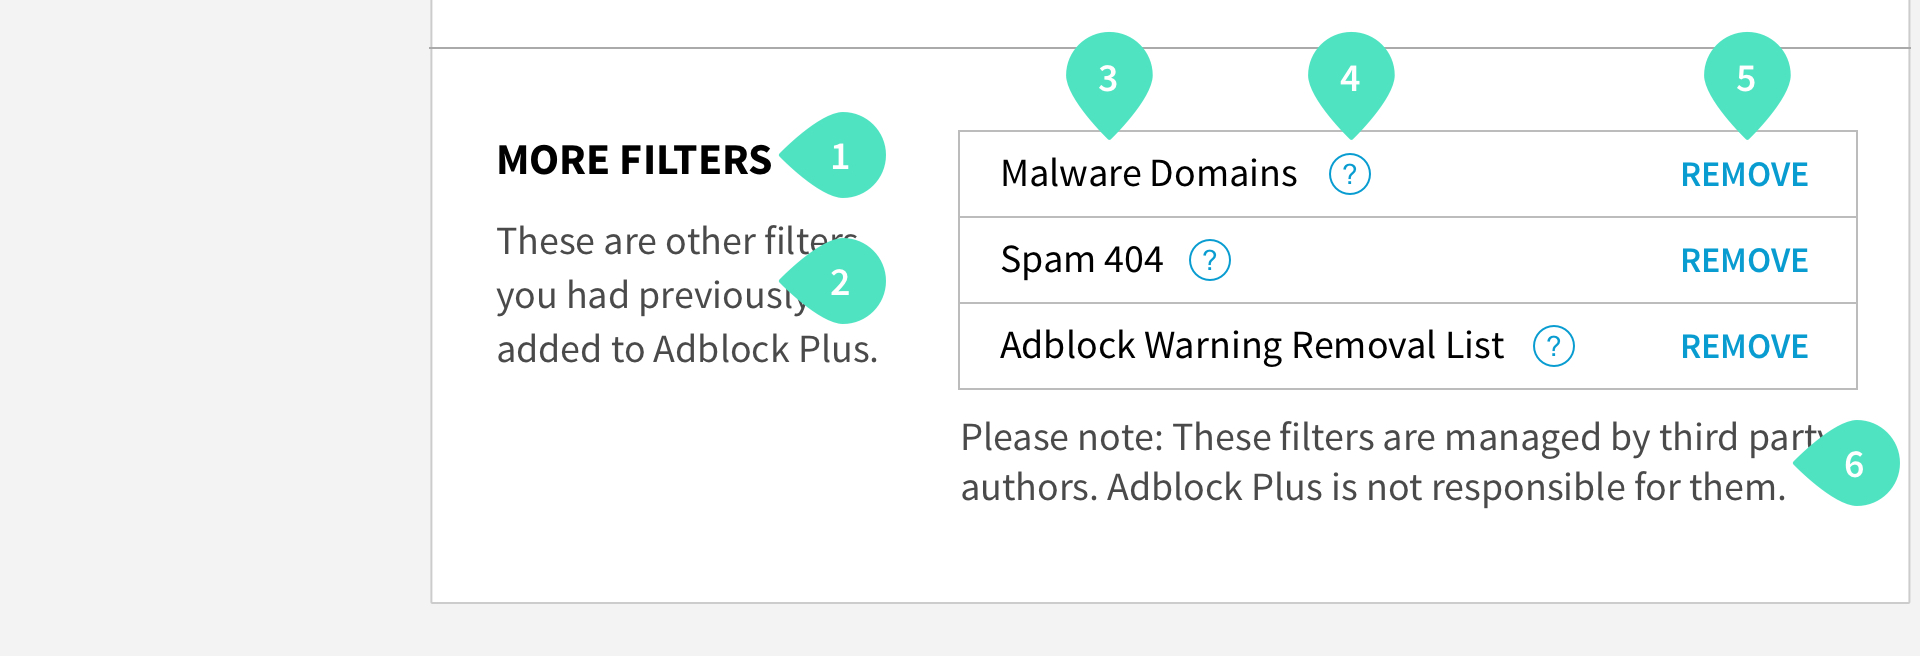 3 4 5
MORE FILTERS 1
Malware Domains ? REMOVE
These are other filters
Spam 404 ? REMOVE
you had previously 2
added to Adblock Plus.
Adblock Warning Removal List ? REMOVE
Please note: These filters are managed by third party
6
authors. Adblock Plus is not responsible for them.